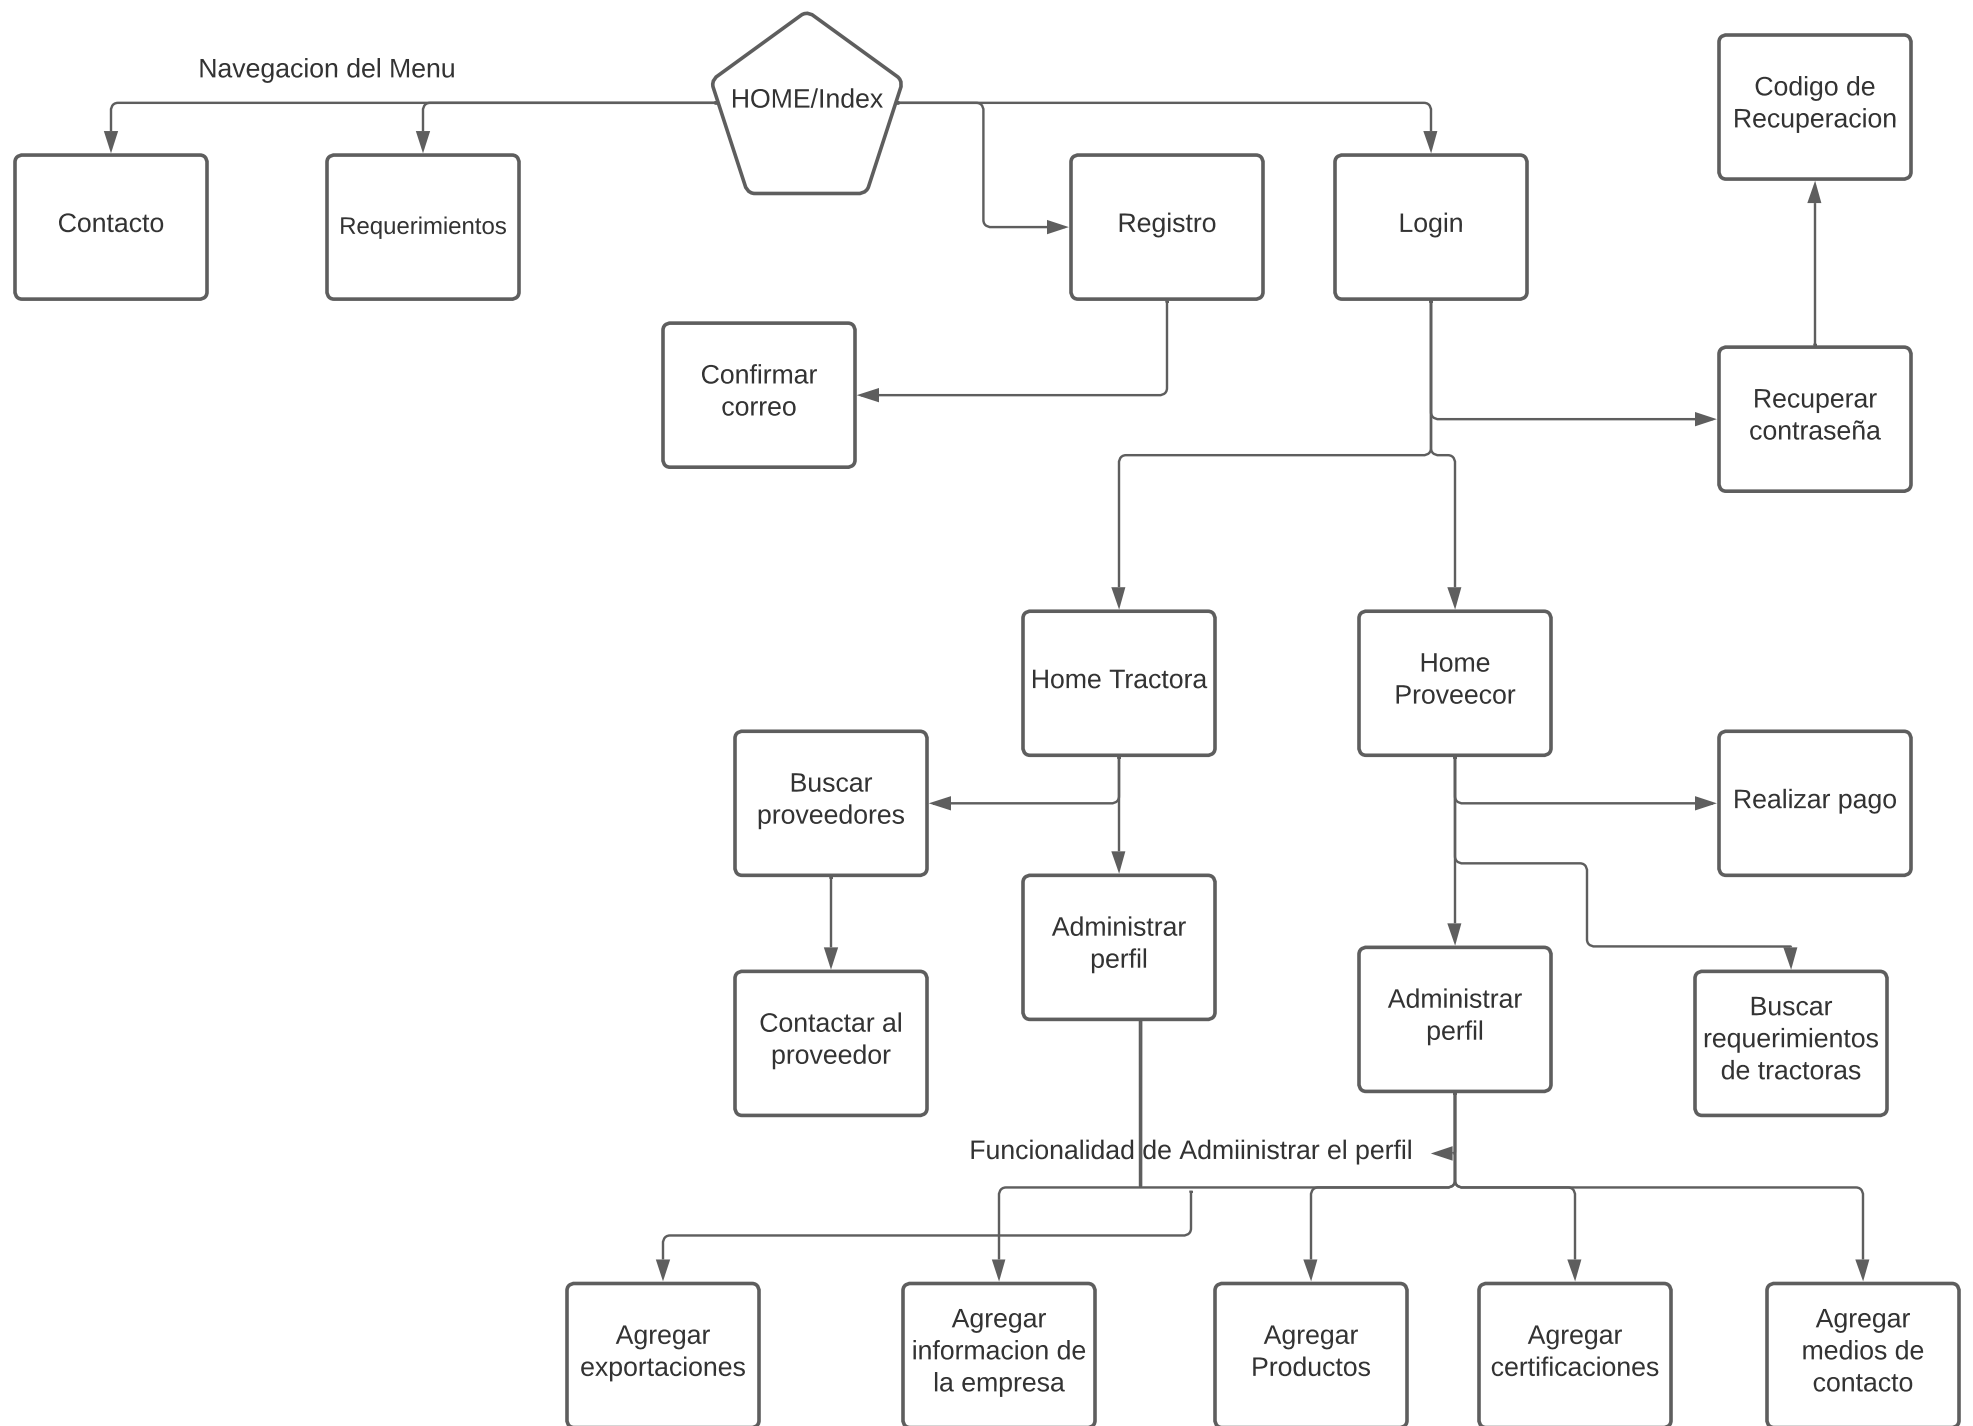 Navegacion del Menu
HOME/Index
Codigo de
Recuperacion
Contacto
Requerimientos
Registro
Login
Confirmar
correo
Recuperar
contraseña
Home Tractora
Home
Proveecor
Buscar
proveedores
Realizar pago
Administrar
perfil
Contactar al
proveedor
Administrar
perfil
Buscar
requerimientos
de tractoras
Funcionalidad de Admiinistrar el perfil
Agregar
exportaciones
Agregar
informacion de
la empresa
Agregar
Productos
Agregar
certificaciones
Agregar
medios de
contacto